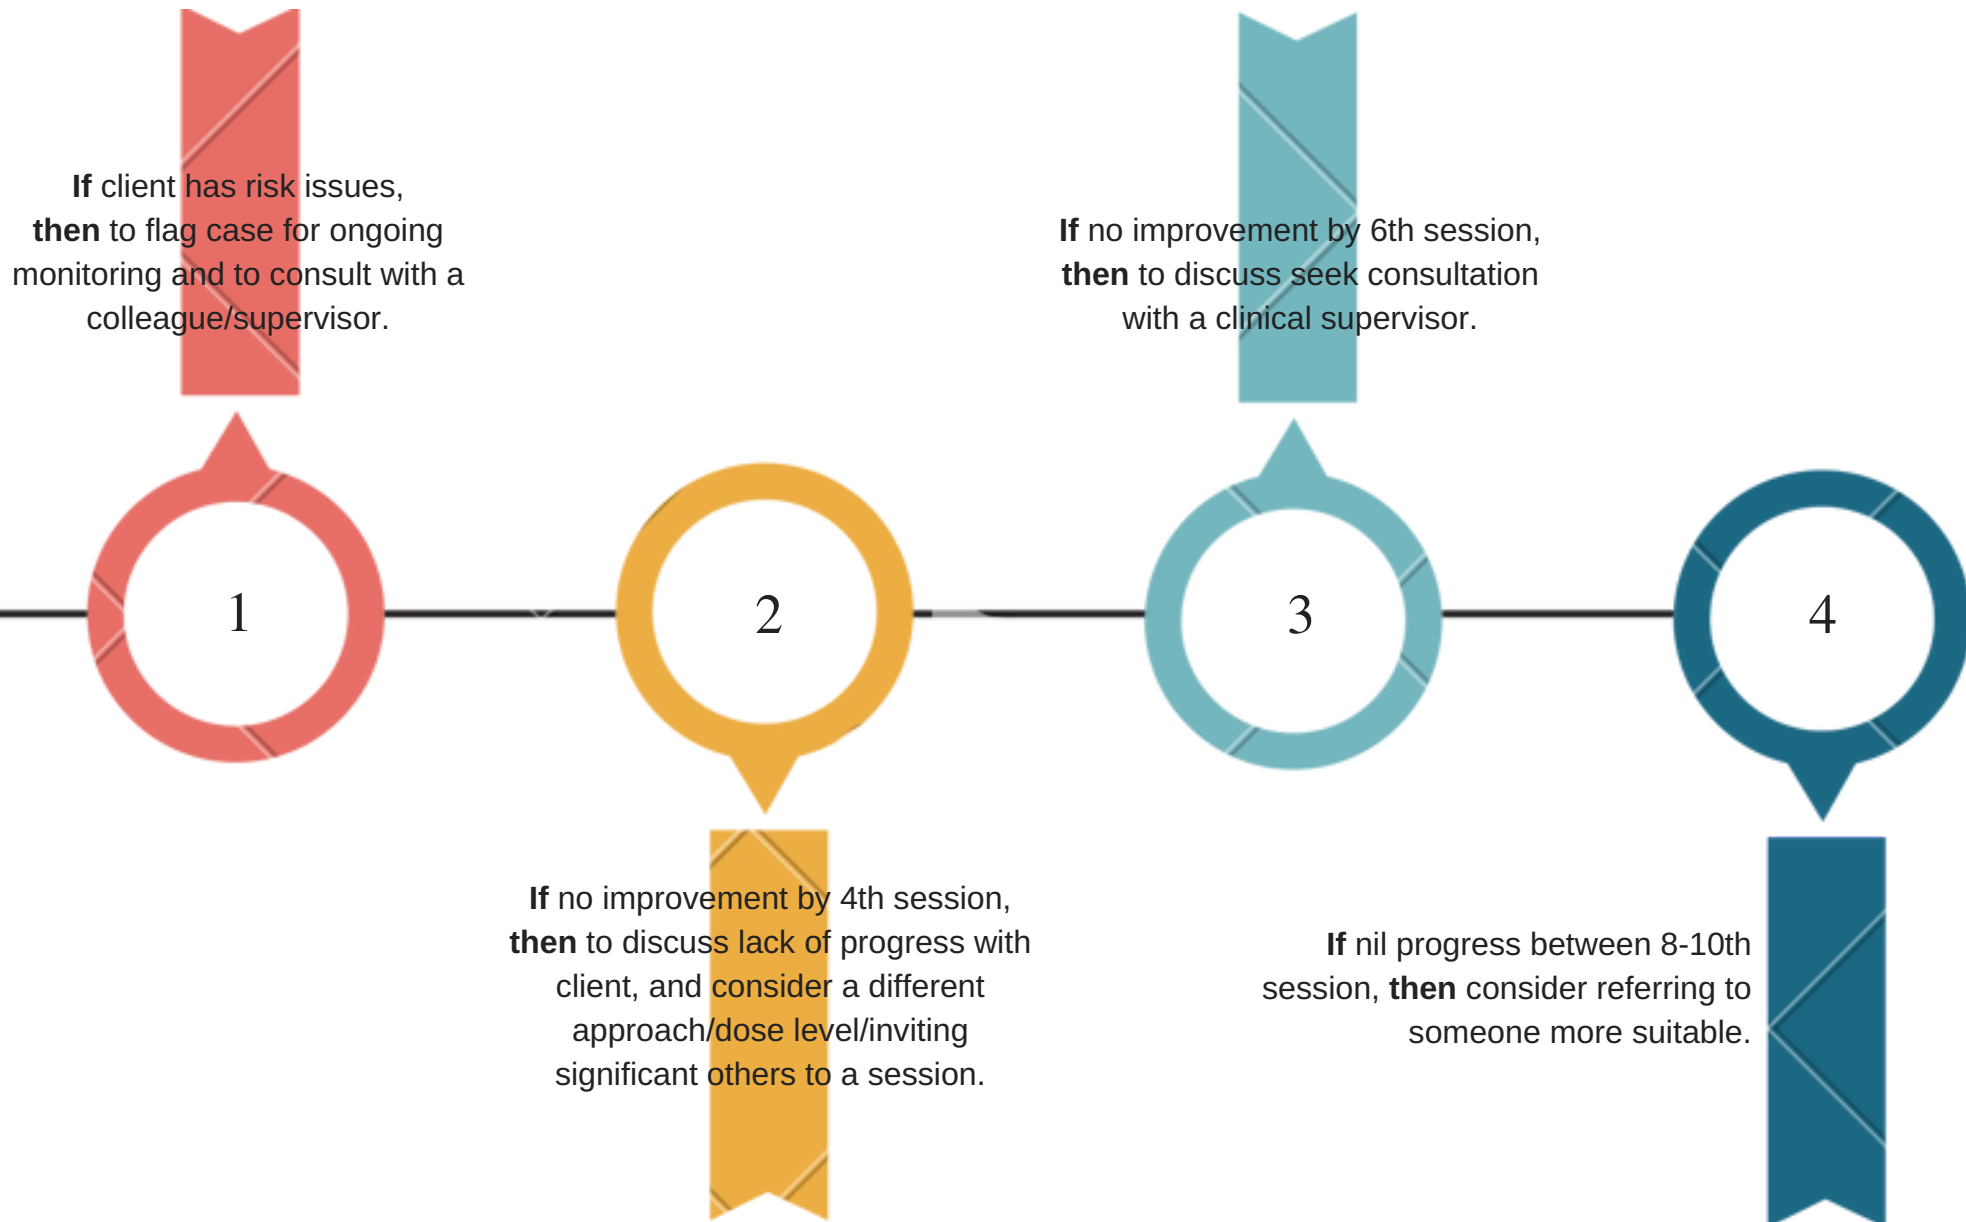 If client has risk issues,
then to flag case for ongoing
monitoring and to consult with a
colleague/supervisor.
If no improvement by 6th session,
then to discuss seek consultation
with a clinical supervisor.
1
2
3
4
If no improvement by 4th session,
then to discuss lack of progress with
client, and consider a different
approach/dose level/inviting
significant others to a session.
If nil progress between 8-10th
session, then consider referring to
someone more suitable.